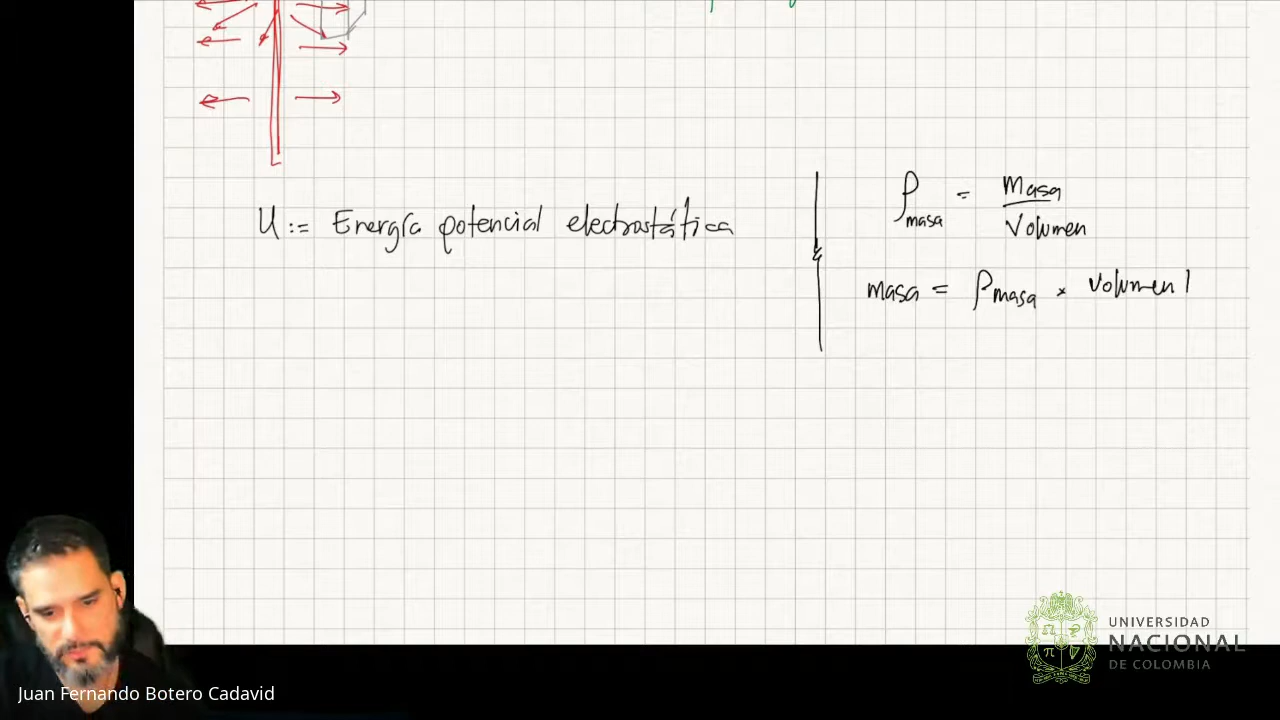 U := Energía potencial electrostática
ρmasa = masa / Volumen
masa = ρmasa × volumen
UNIVERSIDAD
NACIONAL
DE COLOMBIA
Juan Fernando Botero Cadavid